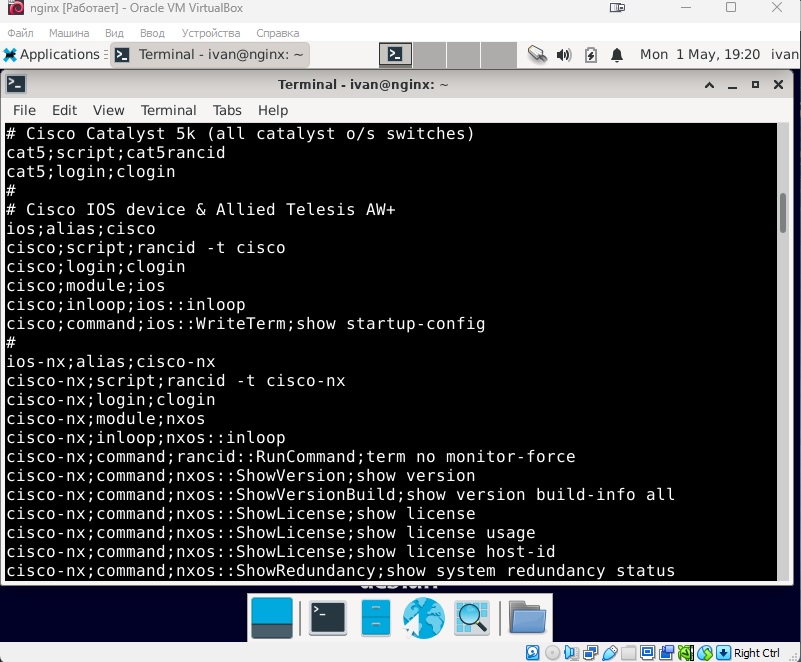 nginx [Работает] - Oracle VM VirtualBox
Файл Машина Вид Ввод Устройства Справка
Applications Terminal - ivan@nginx: ~ Mon 1 May, 19:20 ivan
Terminal - ivan@nginx: ~
File Edit View Terminal Tabs Help
# Cisco Catalyst 5k (all catalyst o/s switches)
cat5;script;cat5rancid
cat5;login;clogin
#
# Cisco IOS device & Allied Telesis AW+
ios;alias;cisco
cisco;script;rancid -t cisco
cisco;login;clogin
cisco;module;ios
cisco;inloop;ios::inloop
cisco;command;ios::WriteTerm;show startup-config
#
ios-nx;alias;cisco-nx
cisco-nx;script;rancid -t cisco-nx
cisco-nx;login;clogin
cisco-nx;module;nxos
cisco-nx;inloop;nxos::inloop
cisco-nx;command;rancid::RunCommand;term no monitor-force
cisco-nx;command;nxos::ShowVersion;show version
cisco-nx;command;nxos::ShowVersionBuild;show version build-info all
cisco-nx;command;nxos::ShowLicense;show license
cisco-nx;command;nxos::ShowLicense;show license usage
cisco-nx;command;nxos::ShowLicense;show license host-id
cisco-nx;command;nxos::ShowRedundancy;show system redundancy status
Right Ctrl